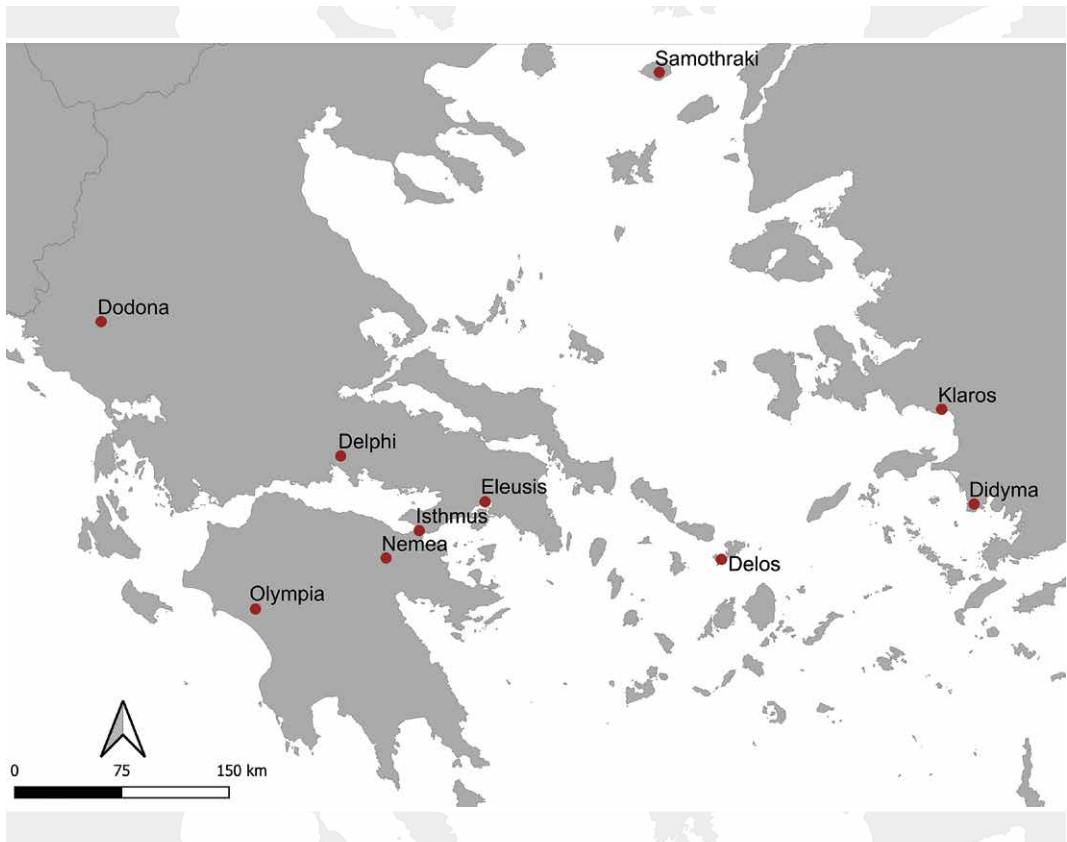 Samothraki
Dodona
Klaros
Delphi
Eleusis
Didyma
Isthmus
Nemea
Delos
Olympia
0 75 150 km